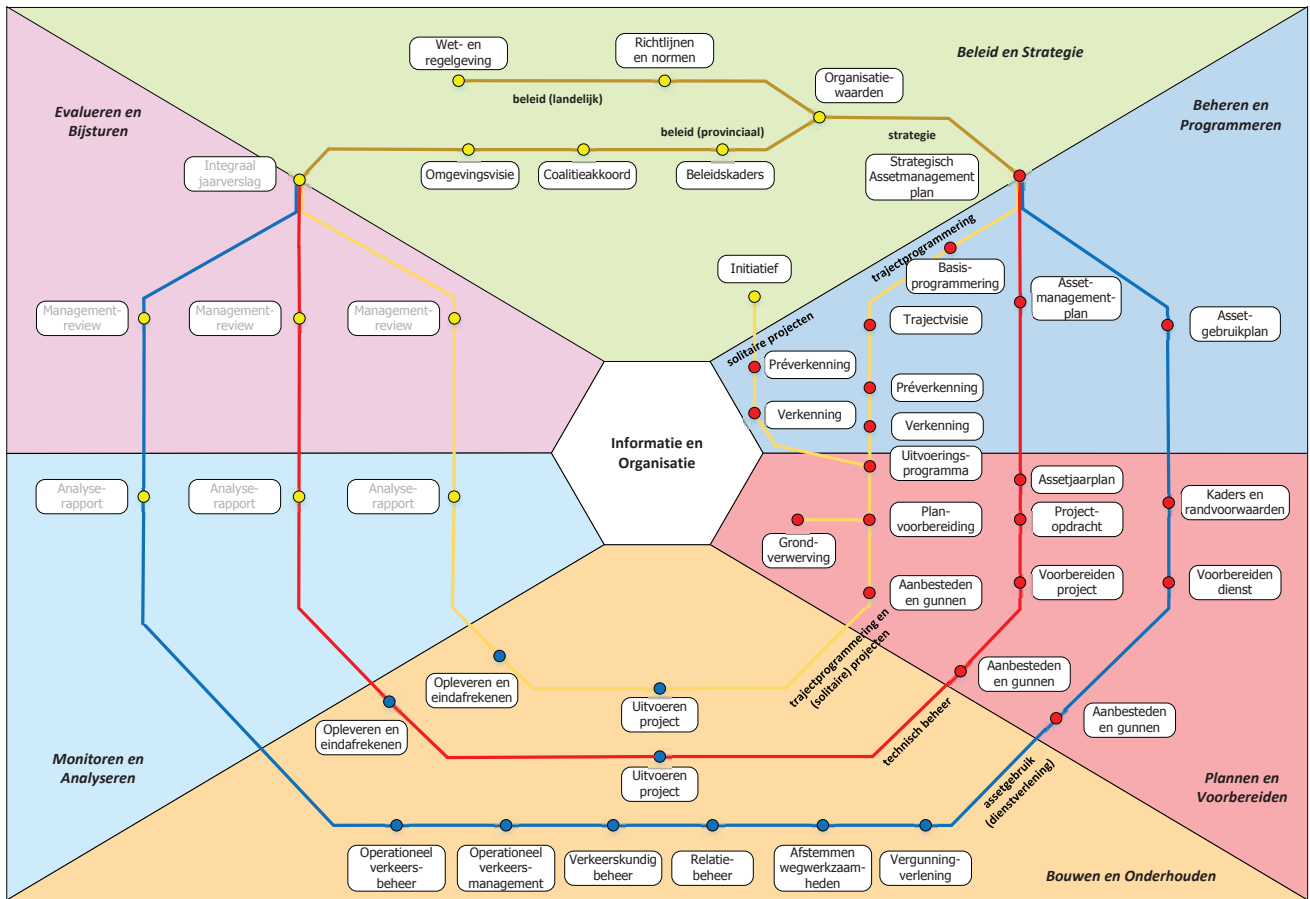 Beleid en Strategie
Wet- en
regelgeving
Richtlijnen
en normen
beleid (landelijk)
Organisatie-
waarden
beleid (provinciaal)
strategie
Omgevingsvisie
Coalitieakkoord
Beleidskaders
Strategisch
Assetmanagement
plan
Initiatief
Evalueren en
Bijsturen
Integraal
jaarverslag
Management-
review
Management-
review
Management-
review
Beheren en
Programmeren
trajectprogrammering
Basis-
programmering
Asset-
management-
plan
Asset-
gebruikplan
Trajectvisie
solitaire projecten
Préverkenning
Préverkenning
Verkenning
Verkenning
Informatie en
Organisatie
Uitvoerings-
programma
Assetjaarplan
Kaders en
randvoorwaarden
Plan-
voorbereiding
Project-
opdracht
Grond-
verwerving
Aanbesteden
en gunnen
Voorbereiden
project
Voorbereiden
dienst
Aanbesteden
en gunnen
Aanbesteden
en gunnen
Plannen en
Voorbereiden
Analyse-
rapport
Analyse-
rapport
Analyse-
rapport
Monitoren en
Analyseren
trajectprogrammering en
(solitaire) projecten
technisch beheer
assetgebruik
(dienstverlening)
Opleveren en
eindafrekenen
Uitvoeren
project
Opleveren en
eindafrekenen
Uitvoeren
project
Operationeel
verkeers-
beheer
Operationeel
verkeers-
management
Verkeerskundig
beheer
Relatie-
beheer
Afstemmen
wegwerkzaam-
heden
Vergunning-
verlening
Bouwen en Onderhouden